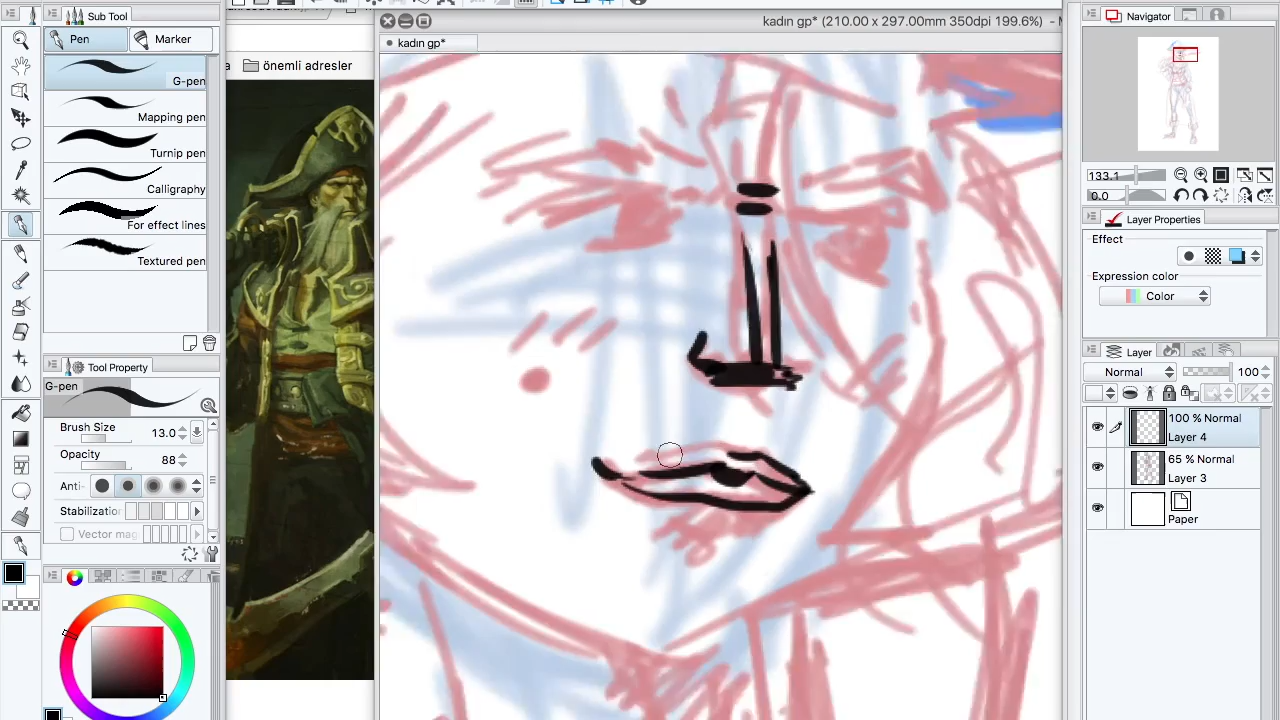 Sub Tool
Pen
Marker
G-pen
Mapping pen
Turnip pen
Calligraphy
For effect lines
Textured pen
Tool Property
G-pen
Brush Size
13.0
Opacity
88
Anti-
Stabilization
Vector mag
a
önemli adresler
kadın gp* (210.00 x 297.00mm 350dpi 199.6%)
kadın gp*
Navigator
133.1
0.0
Layer Properties
Effect
Expression color
Color
Layer
Normal
100
100 % Normal
Layer 4
65 % Normal
Layer 3
Paper